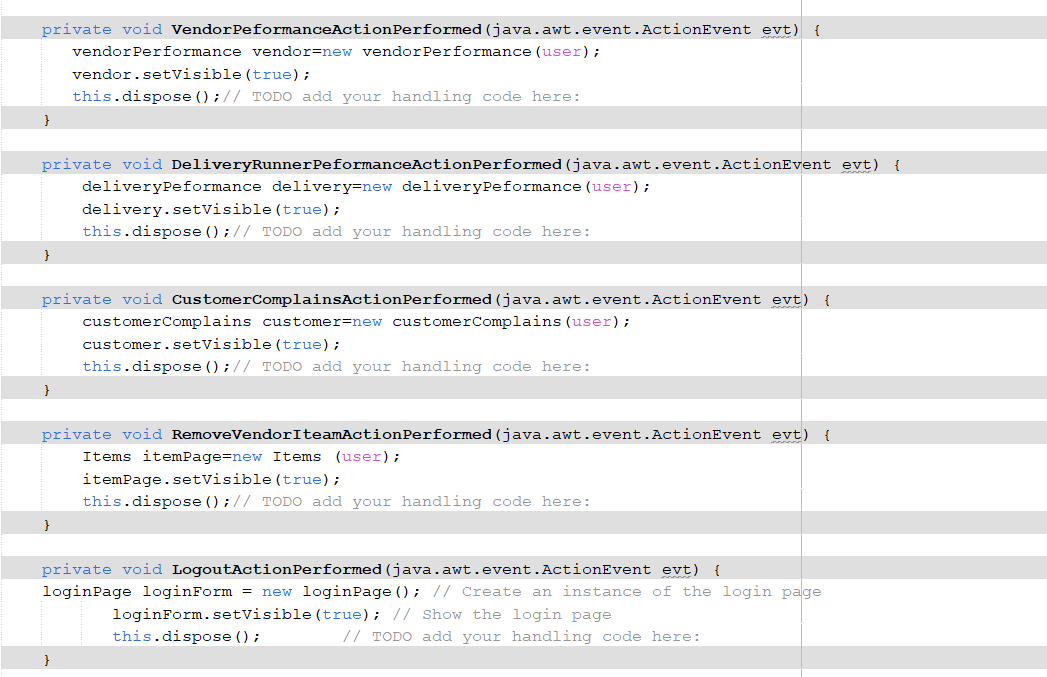 private void VendorPeformanceActionPerformed(java.awt.event.ActionEvent evt) {
vendorPerformance vendor=new vendorPerformance(user);
vendor.setVisible(true);
this.dispose();// TODO add your handling code here:
}
private void DeliveryRunnerPeformanceActionPerformed(java.awt.event.ActionEvent evt) {
deliveryPeformance delivery=new deliveryPeformance(user);
delivery.setVisible(true);
this.dispose();// TODO add your handling code here:
}
private void CustomerComplainsActionPerformed(java.awt.event.ActionEvent evt) {
customerComplains customer=new customerComplains(user);
customer.setVisible(true);
this.dispose();// TODO add your handling code here:
}
private void RemoveVendorIteamActionPerformed(java.awt.event.ActionEvent evt) {
Items itemPage=new Items (user);
itemPage.setVisible(true);
this.dispose();// TODO add your handling code here:
}
private void LogoutActionPerformed(java.awt.event.ActionEvent evt) {
loginPage loginForm = new loginPage(); // Create an instance of the login page
loginForm.setVisible(true); // Show the login page
this.dispose();        // TODO add your handling code here:
}